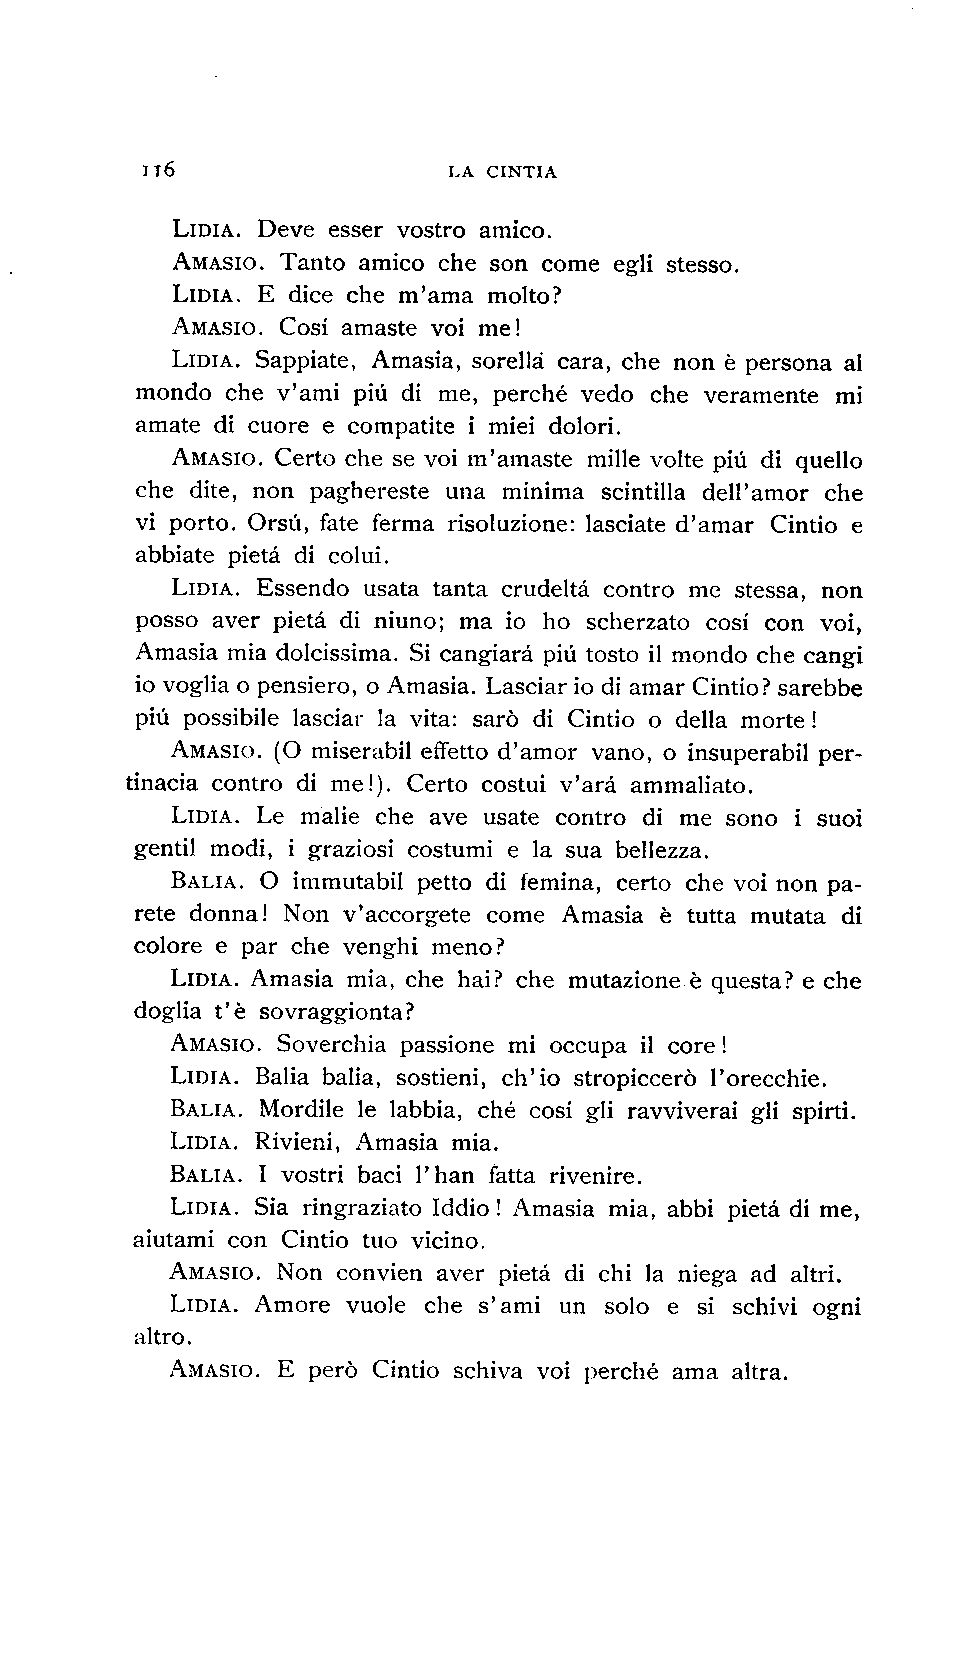 116 LA CINTIA
LIDIA. Deve esser vostro amico.
AMASIO. Tanto amico che son come egli stesso.
LIDIA. E dice che m'ama molto?
AMASIO. Cosí amaste voi me!
LIDIA. Sappiate, Amasia, sorella cara, che non è persona al
mondo che v'ami piú di me, perché vedo che veramente mi
amate di cuore e compatite i miei dolori.
AMASIO. Certo che se voi m'amaste mille volte piú di quello
che dite, non paghereste una minima scintilla dell'amor che
vi porto. Orsú, fate ferma risoluzione: lasciate d'amar Cintio e
abbiate pietá di colui.
LIDIA. Essendo usata tanta crudeltá contro me stessa, non
posso aver pietá di niuno; ma io ho scherzato cosí con voi,
Amasia mia dolcissima. Si cangiará piú tosto il mondo che cangi
io voglia o pensiero, o Amasia. Lasciar io di amar Cintio? sarebbe
piú possibile lasciar la vita: sarò di Cintio o della morte!
AMASIO. (O miserabil effetto d'amor vano, o insuperabil per-
tinacia contro di me!). Certo costui v'ará ammaliato.
LIDIA. Le malie che ave usate contro di me sono i suoi
gentil modi, i graziosi costumi e la sua bellezza.
BALIA. O immutabil petto di femina, certo che voi non pa-
rete donna! Non v'accorgete come Amasia è tutta mutata di
colore e par che venghi meno?
LIDIA. Amasia mia, che hai? che mutazione è questa? e che
doglia t'è sovraggionta?
AMASIO. Soverchia passione mi occupa il core!
LIDIA. Balia balia, sostieni, ch'io stropiccerò l'orecchie.
BALIA. Mordile le labbia, ché cosí gli ravviverai gli spirti.
LIDIA. Rivieni, Amasia mia.
BALIA. I vostri baci l'han fatta rivenire.
LIDIA. Sia ringraziato Iddio! Amasia mia, abbi pietá di me,
aiutami con Cintio tuo vicino.
AMASIO. Non convien aver pietá di chi la niega ad altri.
LIDIA. Amore vuole che s'ami un solo e si schivi ogni
altro.
AMASIO. E però Cintio schiva voi perché ama altra.